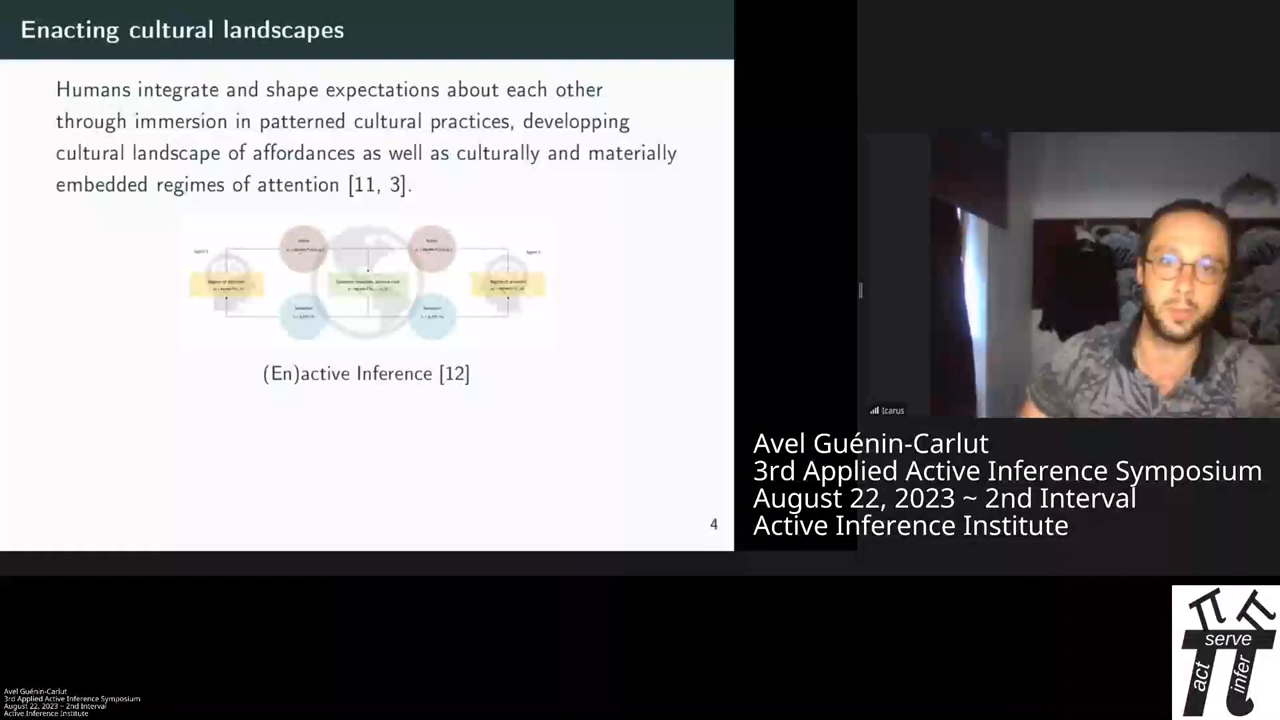 Enacting cultural landscapes
Humans integrate and shape expectations about each other
through immersion in patterned cultural practices, developping
cultural landscape of affordances as well as culturally and materially
embedded regimes of attention [11, 3].
(En)active Inference [12]
4
Icarus
Avel Guénin-Carlut
3rd Applied Active Inference Symposium
August 22, 2023 ~ 2nd Interval
Active Inference Institute
serve
act
infer
Avel Guénin-Carlut
3rd Applied Active Inference Symposium
August 22, 2023 ~ 2nd Interval
Active Inference Institute